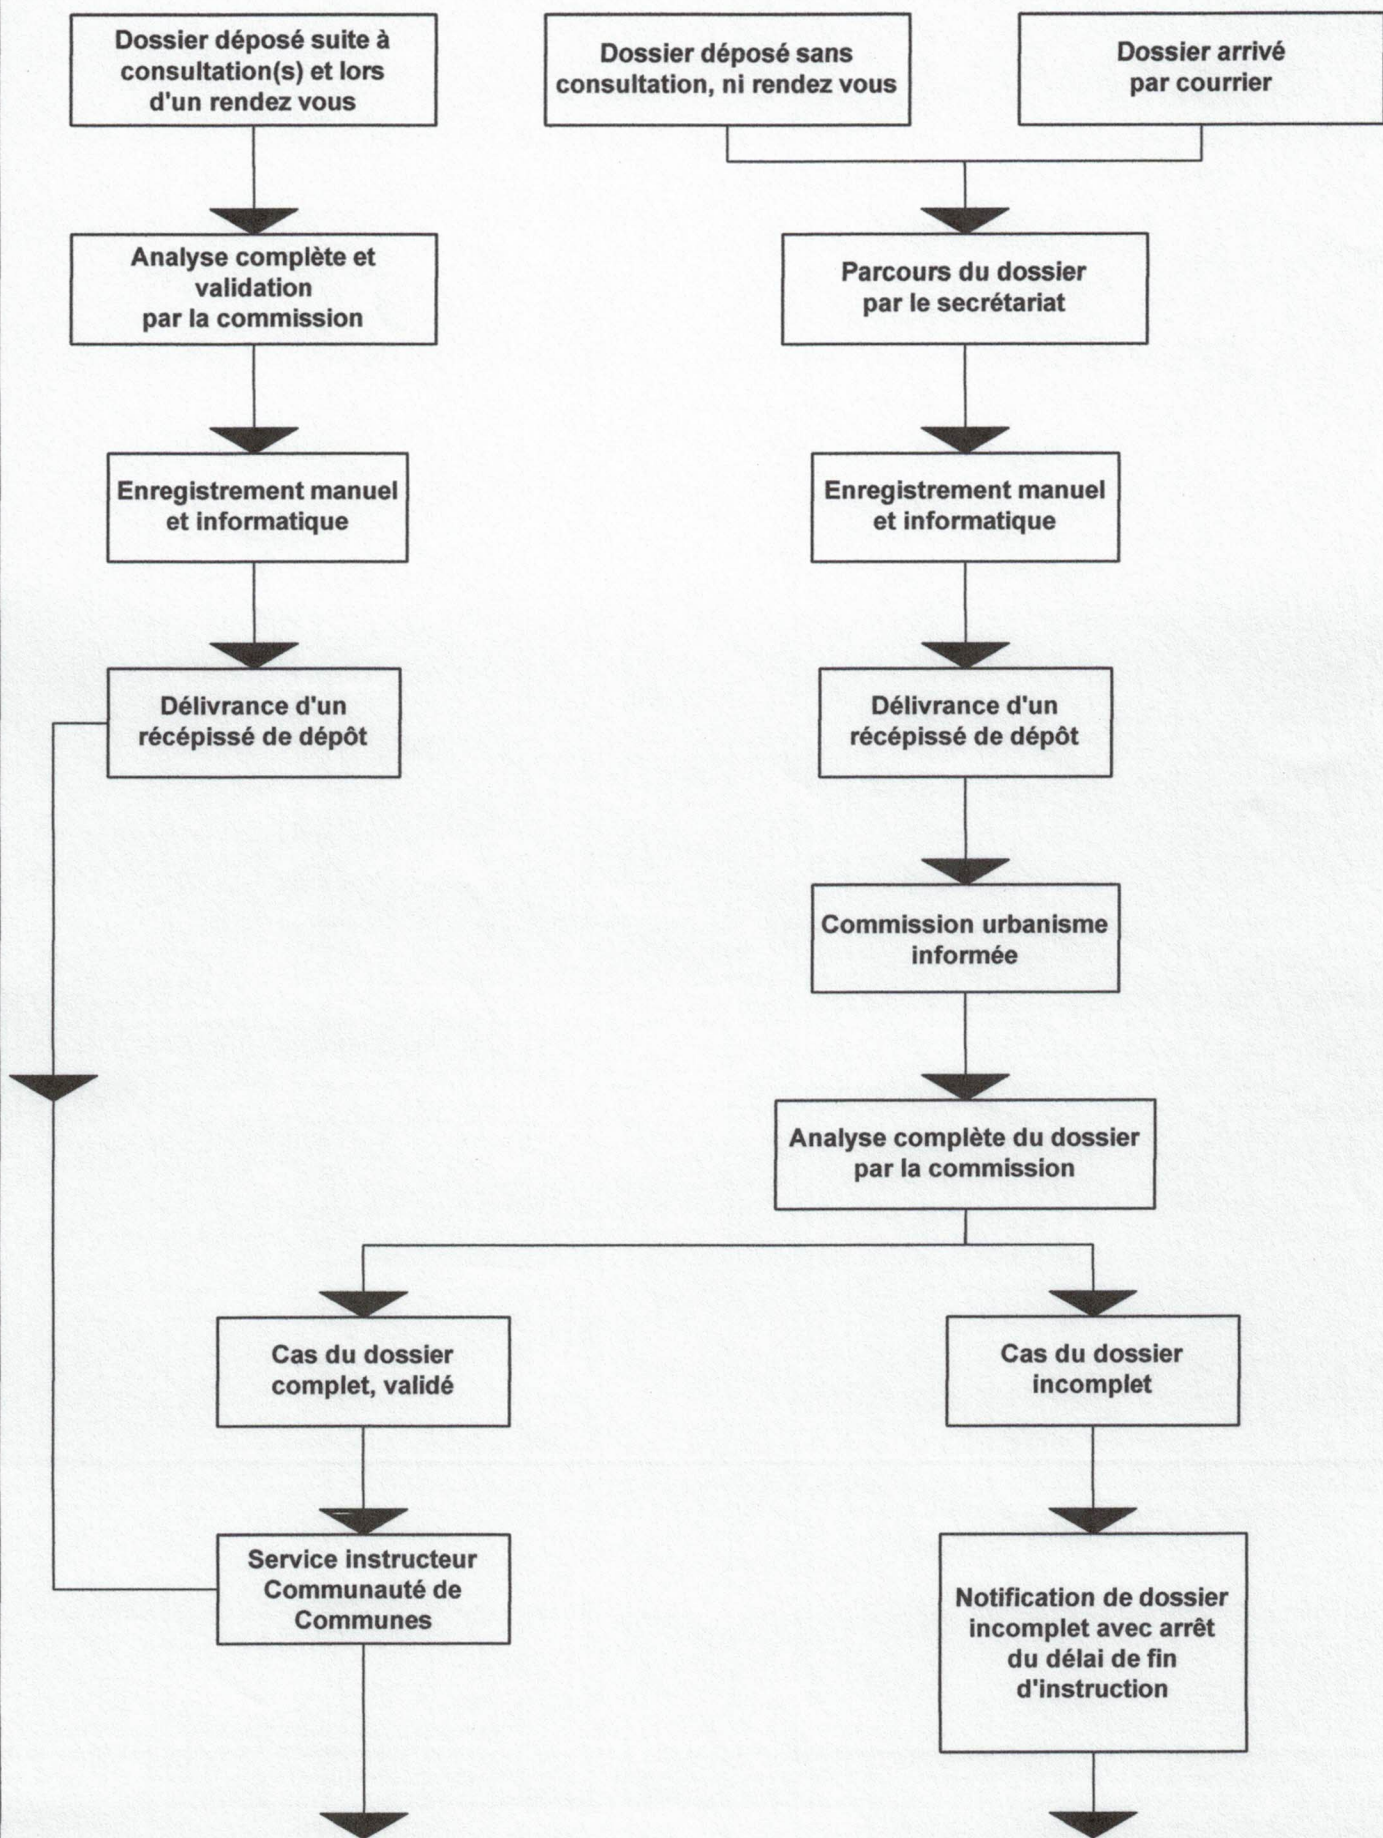 Dossier déposé suite à
consultation(s) et lors
d'un rendez vous
Dossier déposé sans
consultation, ni rendez vous
Dossier arrivé
par courrier
Analyse complète et
validation
par la commission
Parcours du dossier
par le secrétariat
Enregistrement manuel
et informatique
Enregistrement manuel
et informatique
Délivrance d'un
récépissé de dépôt
Délivrance d'un
récépissé de dépôt
Commission urbanisme
informée
Analyse complète du dossier
par la commission
Cas du dossier
complet, validé
Cas du dossier
incomplet
Service instructeur
Communauté de
Communes
Notification de dossier
incomplet avec arrêt
du délai de fin
d'instruction